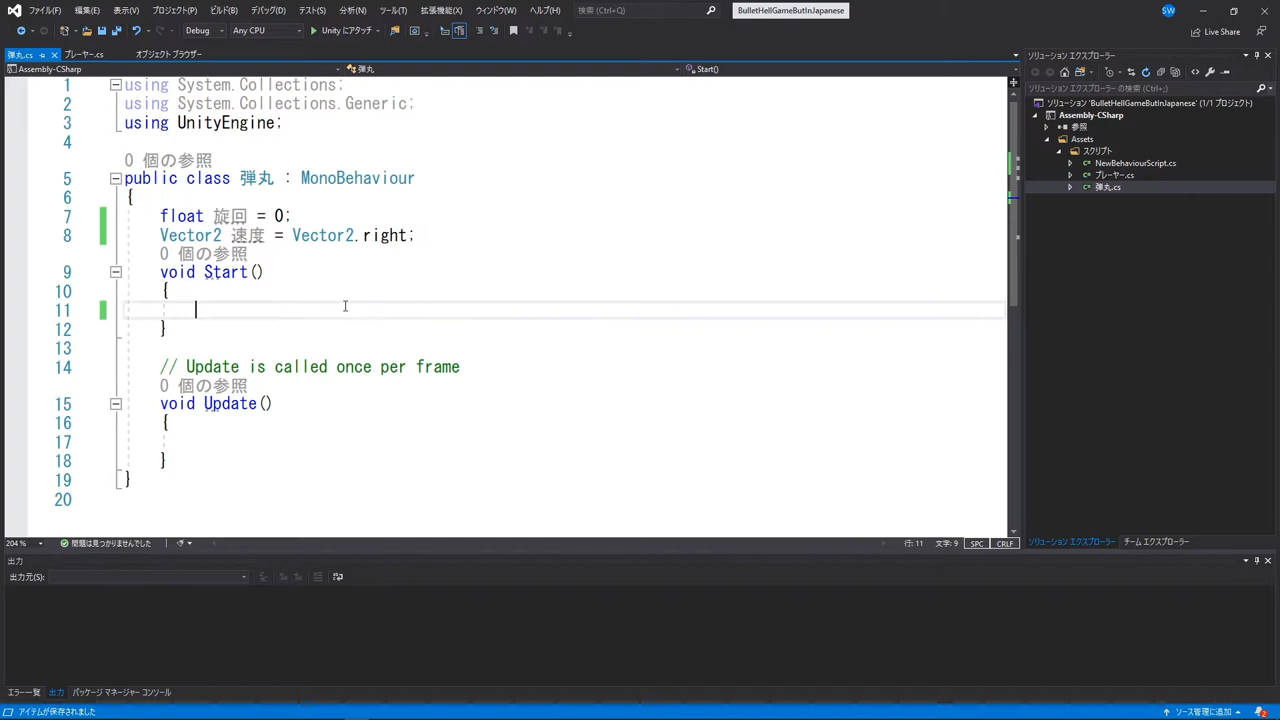 ファイル(F) 編集(E) 表示(V) プロジェクト(P) ビルド(B) デバッグ(D) テスト(S) 分析(N) ツール(T) 拡張機能(X) ウィンドウ(W) ヘルプ(H) 検索 (Ctrl+Q) BulletHellGameButInJapanese SW
Debug Any CPU Unity にアタッチ Live Share
弾丸.cs プレーヤー.cs オブジェクト ブラウザー
Assembly-CSharp 弾丸 Start()
1 using System.Collections;
2 using System.Collections.Generic;
3 using UnityEngine;
4
0 個の参照
5 public class 弾丸 : MonoBehaviour
6 {
7 float 旋回 = 0;
8 Vector2 速度 = Vector2.right;
0 個の参照
9 void Start()
10 {
11
12 }
13
14 // Update is called once per frame
0 個の参照
15 void Update()
16 {
17
18 }
19 }
20
204 % 問題は見つかりませんでした 行: 11 文字: 9 SPC CRLF
ソリューション エクスプローラー
ソリューション エクスプローラー の検索 (Ctrl+;)
ソリューション 'BulletHellGameButInJapanese' (1/1 プロジェクト)
Assembly-CSharp
参照
Assets
スクリプト
NewBehaviourScript.cs
プレーヤー.cs
弾丸.cs
ソリューション エクスプローラー チーム エクスプローラー
出力
出力元(S):
エラー一覧 出力 パッケージ マネージャー コンソール
アイテムが保存されました ソース管理に追加 2